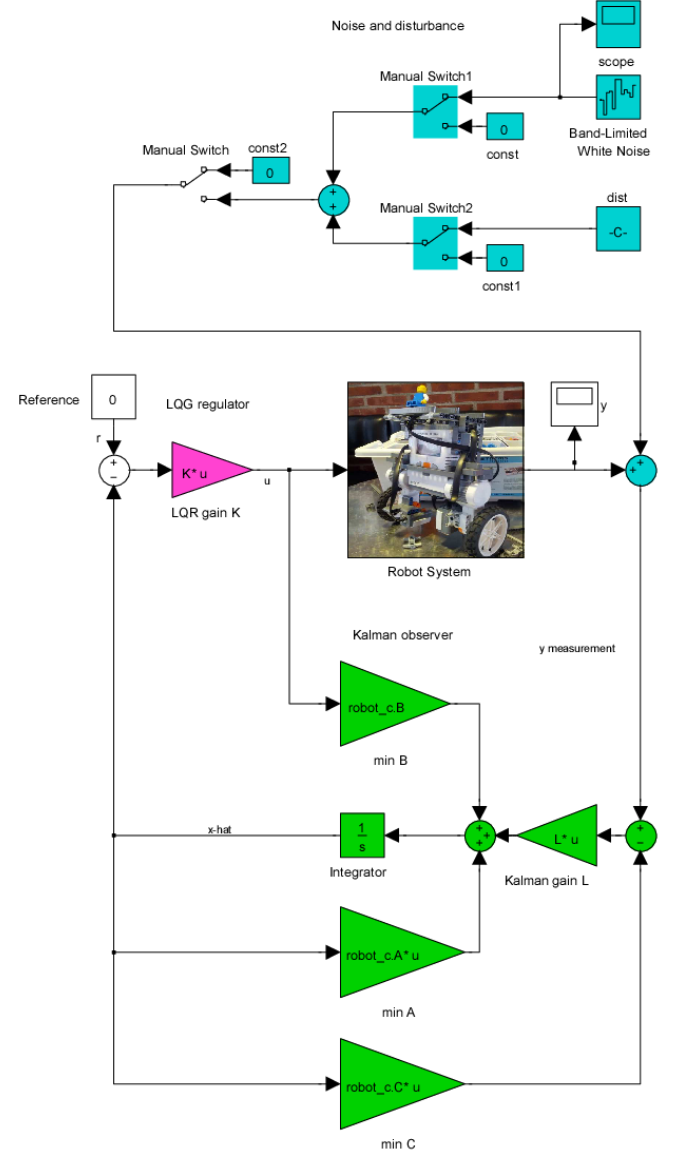 Noise and disturbance
scope
Manual Switch1
Band-Limited
White Noise
0
const
Manual Switch
const2
0
+
+
Manual Switch2
dist
-C-
0
const1
Reference
0
LQG regulator
r
y
+
−
K* u
u
+
+
LQR gain K
Robot System
Kalman observer
y measurement
robot_c.B
min B
x-hat
1
s
+
+
+
L* u
+
−
Integrator
Kalman gain L
robot_c.A* u
min A
robot_c.C* u
min C